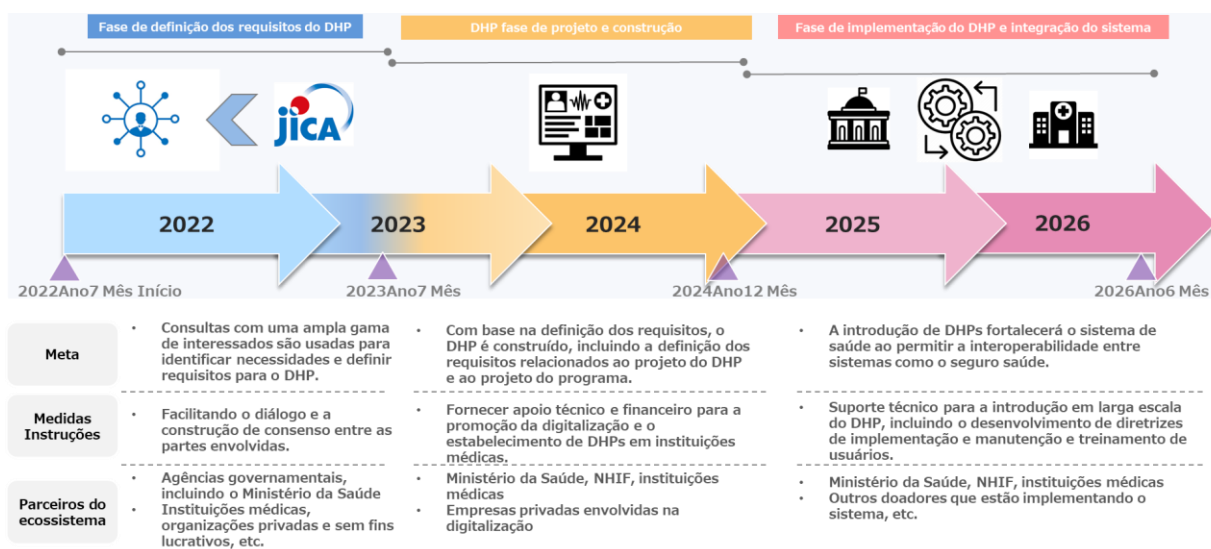 Fase de definição dos requisitos do DHP
DHP fase de projeto e construção
Fase de implementação do DHP e integração do sistema
jICA
2022
2023
2024
2025
2026
2022Ano7 Mês Início
2023Ano7 Mês
2024Ano12 Mês
2026Ano6 Mês
Meta
• Consultas com uma ampla gama
de interessados são usadas para
identificar necessidades e definir
requisitos para o DHP.
• Com base na definição dos requisitos, o
DHP é construído, incluindo a definição dos
requisitos relacionados ao projeto do DHP
e ao projeto do programa.
• A introdução de DHPs fortalecerá o sistema de
saúde ao permitir a interoperabilidade entre
sistemas como o seguro saúde.
Medidas
Instruções
• Facilitando o diálogo e a
construção de consenso entre as
partes envolvidas.
• Fornecer apoio técnico e financeiro para a
promoção da digitalização e o
estabelecimento de DHPs em instituições
médicas.
• Suporte técnico para a introdução em larga escala
do DHP, incluindo o desenvolvimento de diretrizes
de implementação e manutenção e treinamento de
usuários.
Parceiros do
ecossistema
• Agências governamentais,
incluindo o Ministério da Saúde
• Instituições médicas,
organizações privadas e sem fins
lucrativos, etc.
• Ministério da Saúde, NHIF, instituições
médicas
• Empresas privadas envolvidas na
digitalização
• Ministério da Saúde, NHIF, instituições médicas
• Outros doadores que estão implementando o
sistema, etc.